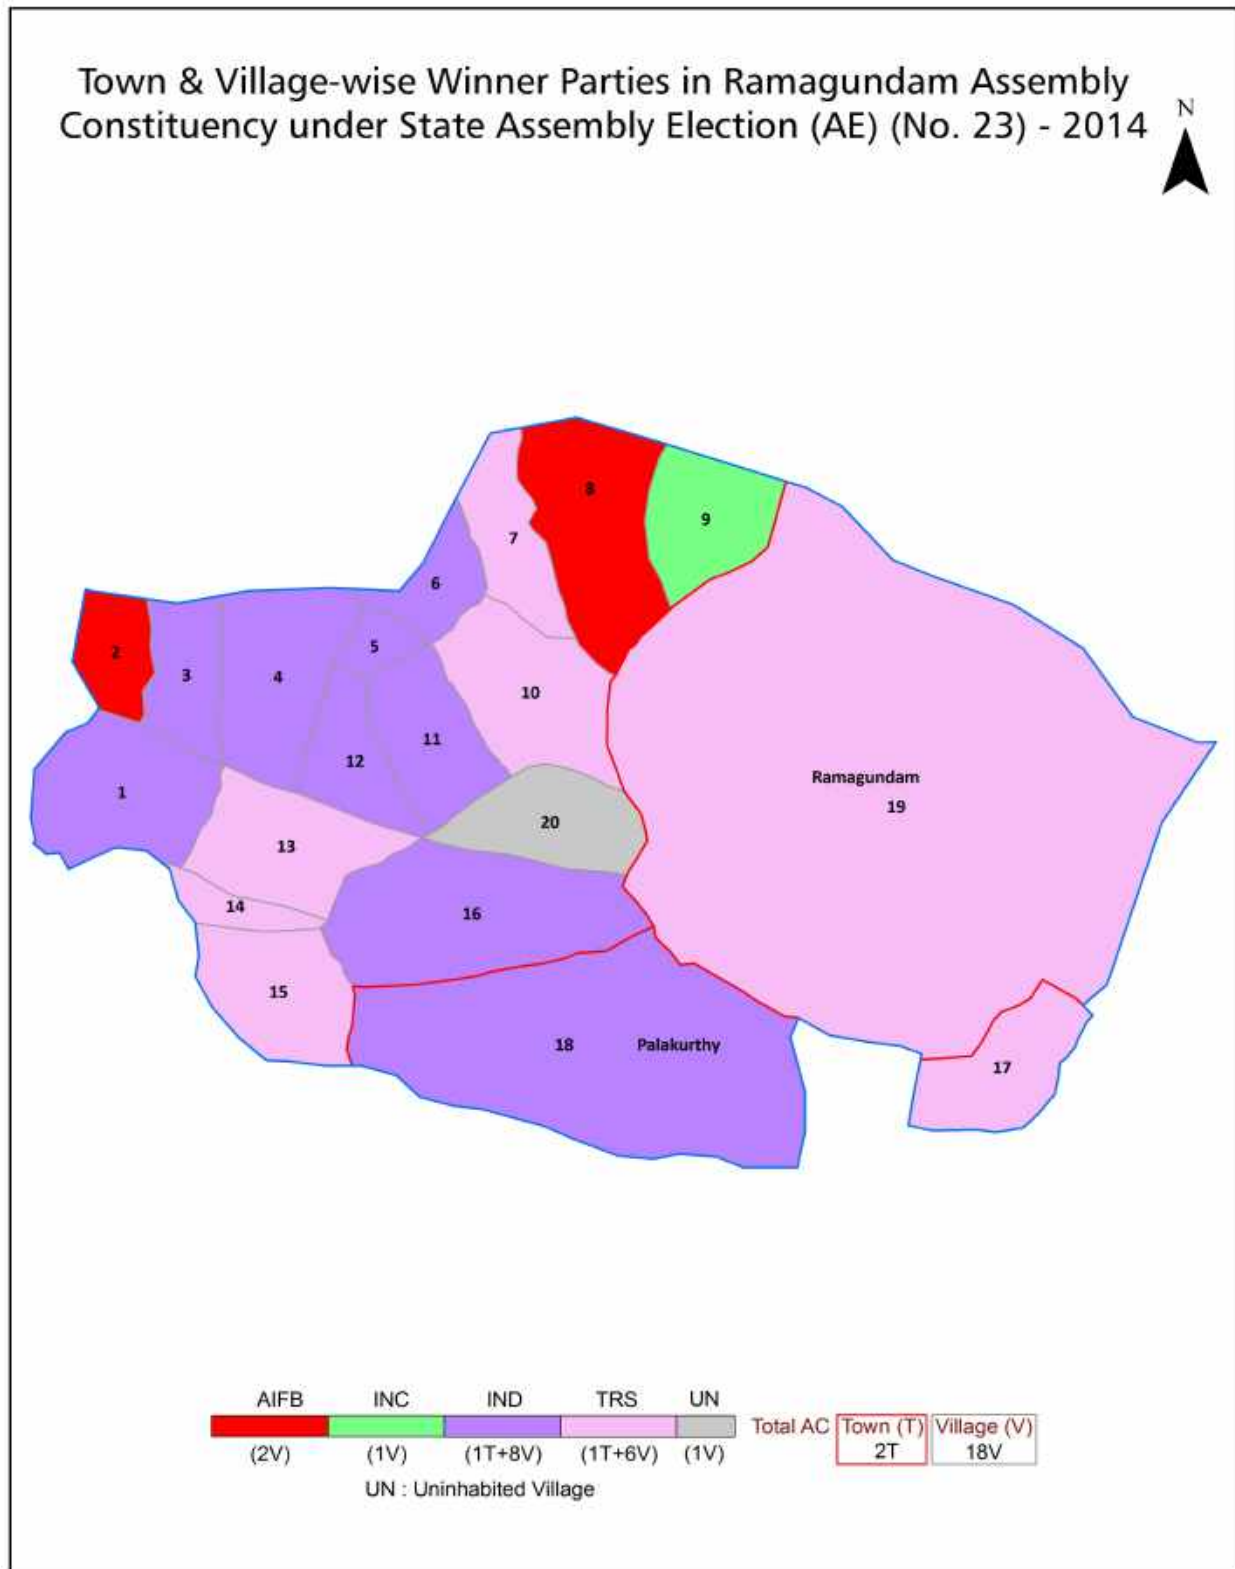 Town & Village-wise Winner Parties in Ramagundam Assembly
Constituency under State Assembly Election (AE) (No. 23) - 2014
N
8
9
7
6
5
2
3
4
10
11
12
1
Ramagundam
19
20
13
14
16
15
18 Palakurthy
17
AIFB INC IND TRS UN
Total AC Town (T) Village (V)
2T 18V
(2V) (1V) (1T+8V) (1T+6V) (1V)
UN : Uninhabited Village